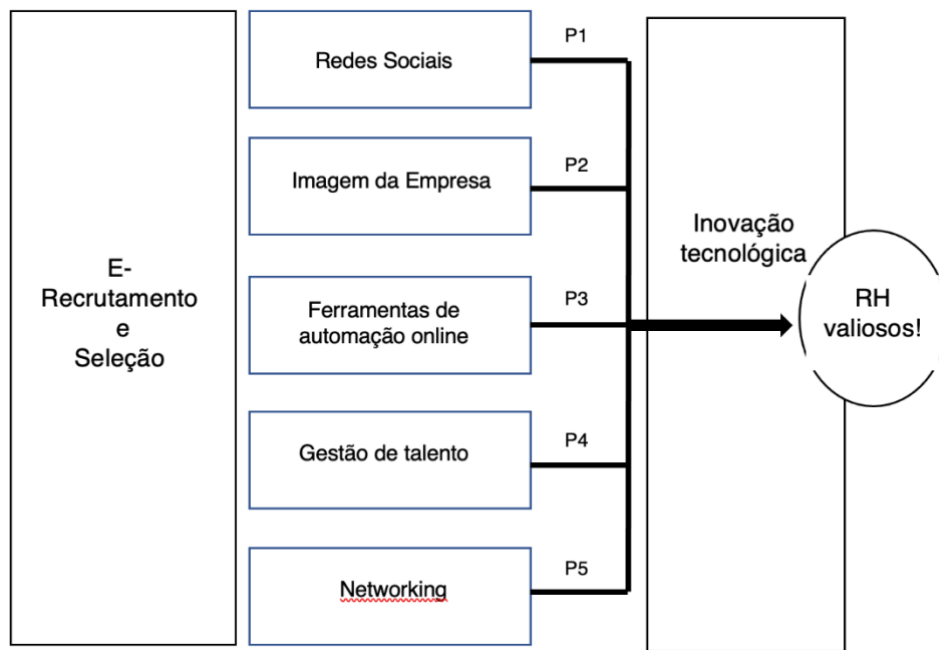 E-
Recrutamento
e
Seleção
Redes Sociais
P1
Imagem da Empresa
P2
Ferramentas de
automação online
P3
Gestão de talento
P4
Networking
P5
Inovação
tecnológica
RH
valiosos!